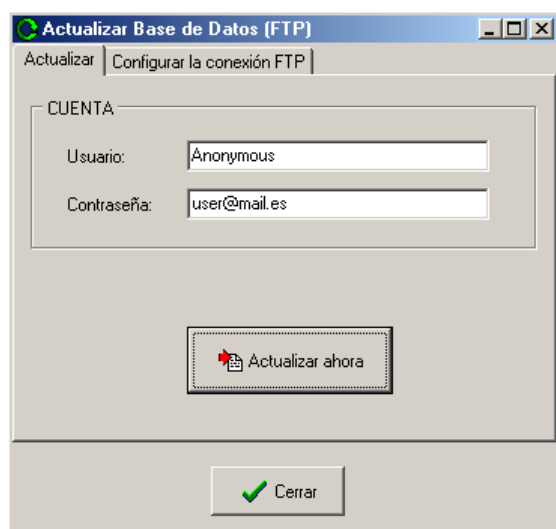 Actualizar Base de Datos (FTP)
Actualizar Configurar la conexión FTP
CUENTA
Usuario: Anonymous
Contraseña: user@mail.es
Actualizar ahora
Cerrar